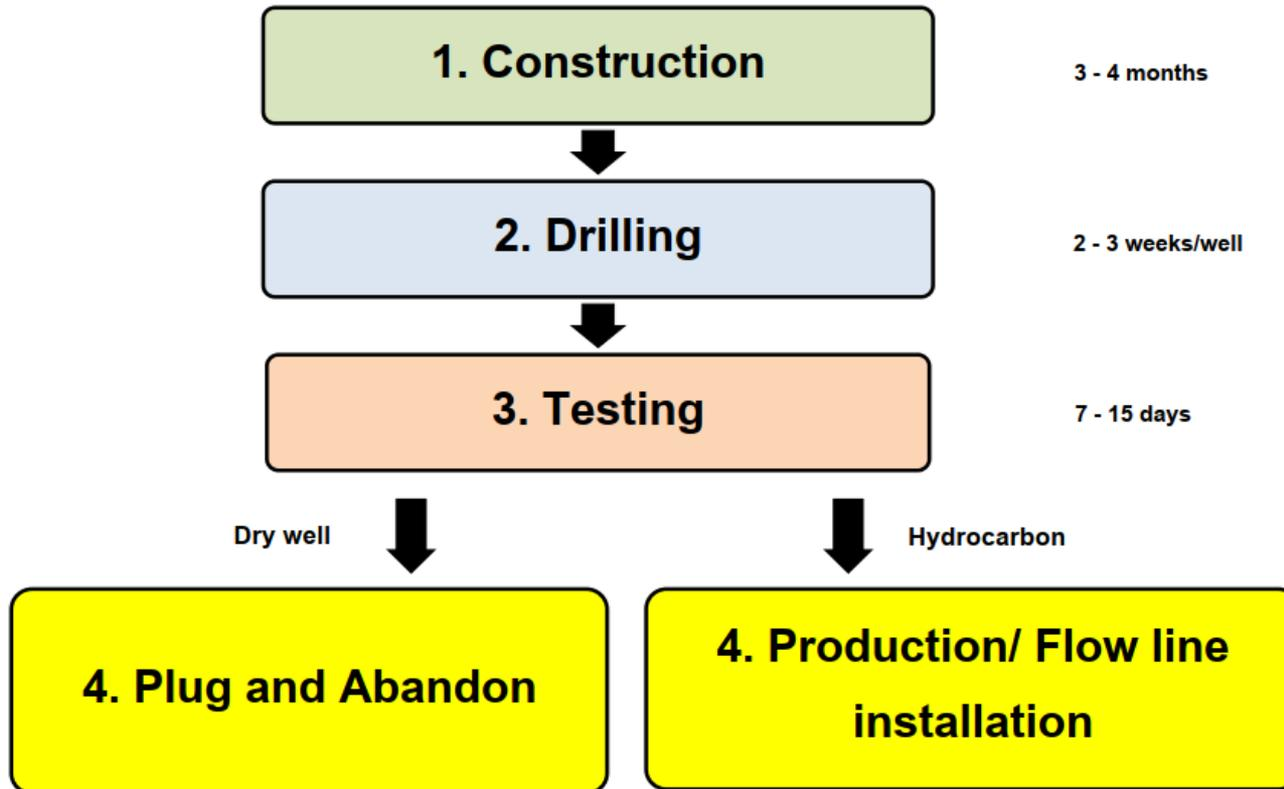 1. Construction
3 - 4 months
2. Drilling
2 - 3 weeks/well
3. Testing
7 - 15 days
Dry well
Hydrocarbon
4. Plug and Abandon
4. Production/ Flow line
installation